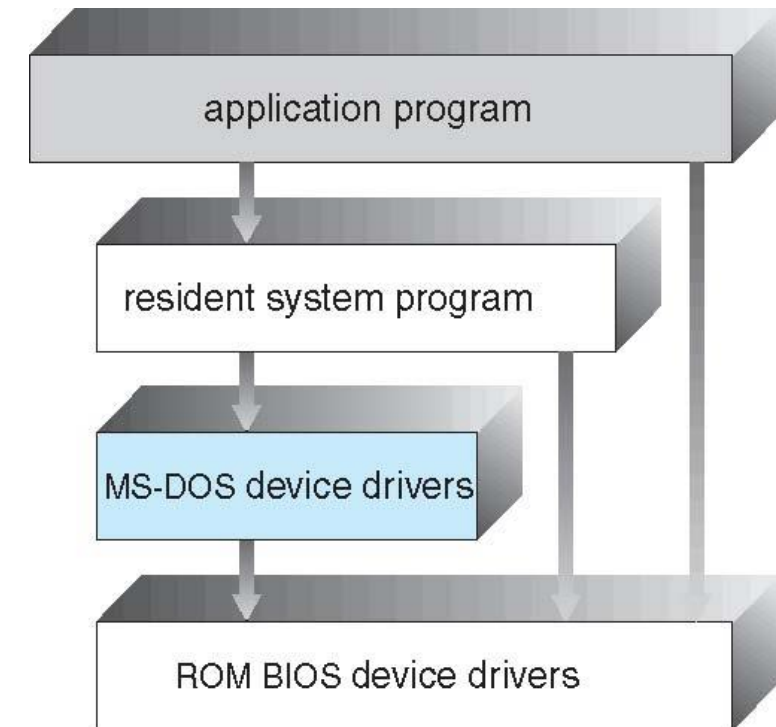 application program
resident system program
MS-DOS device drivers
ROM BIOS device drivers